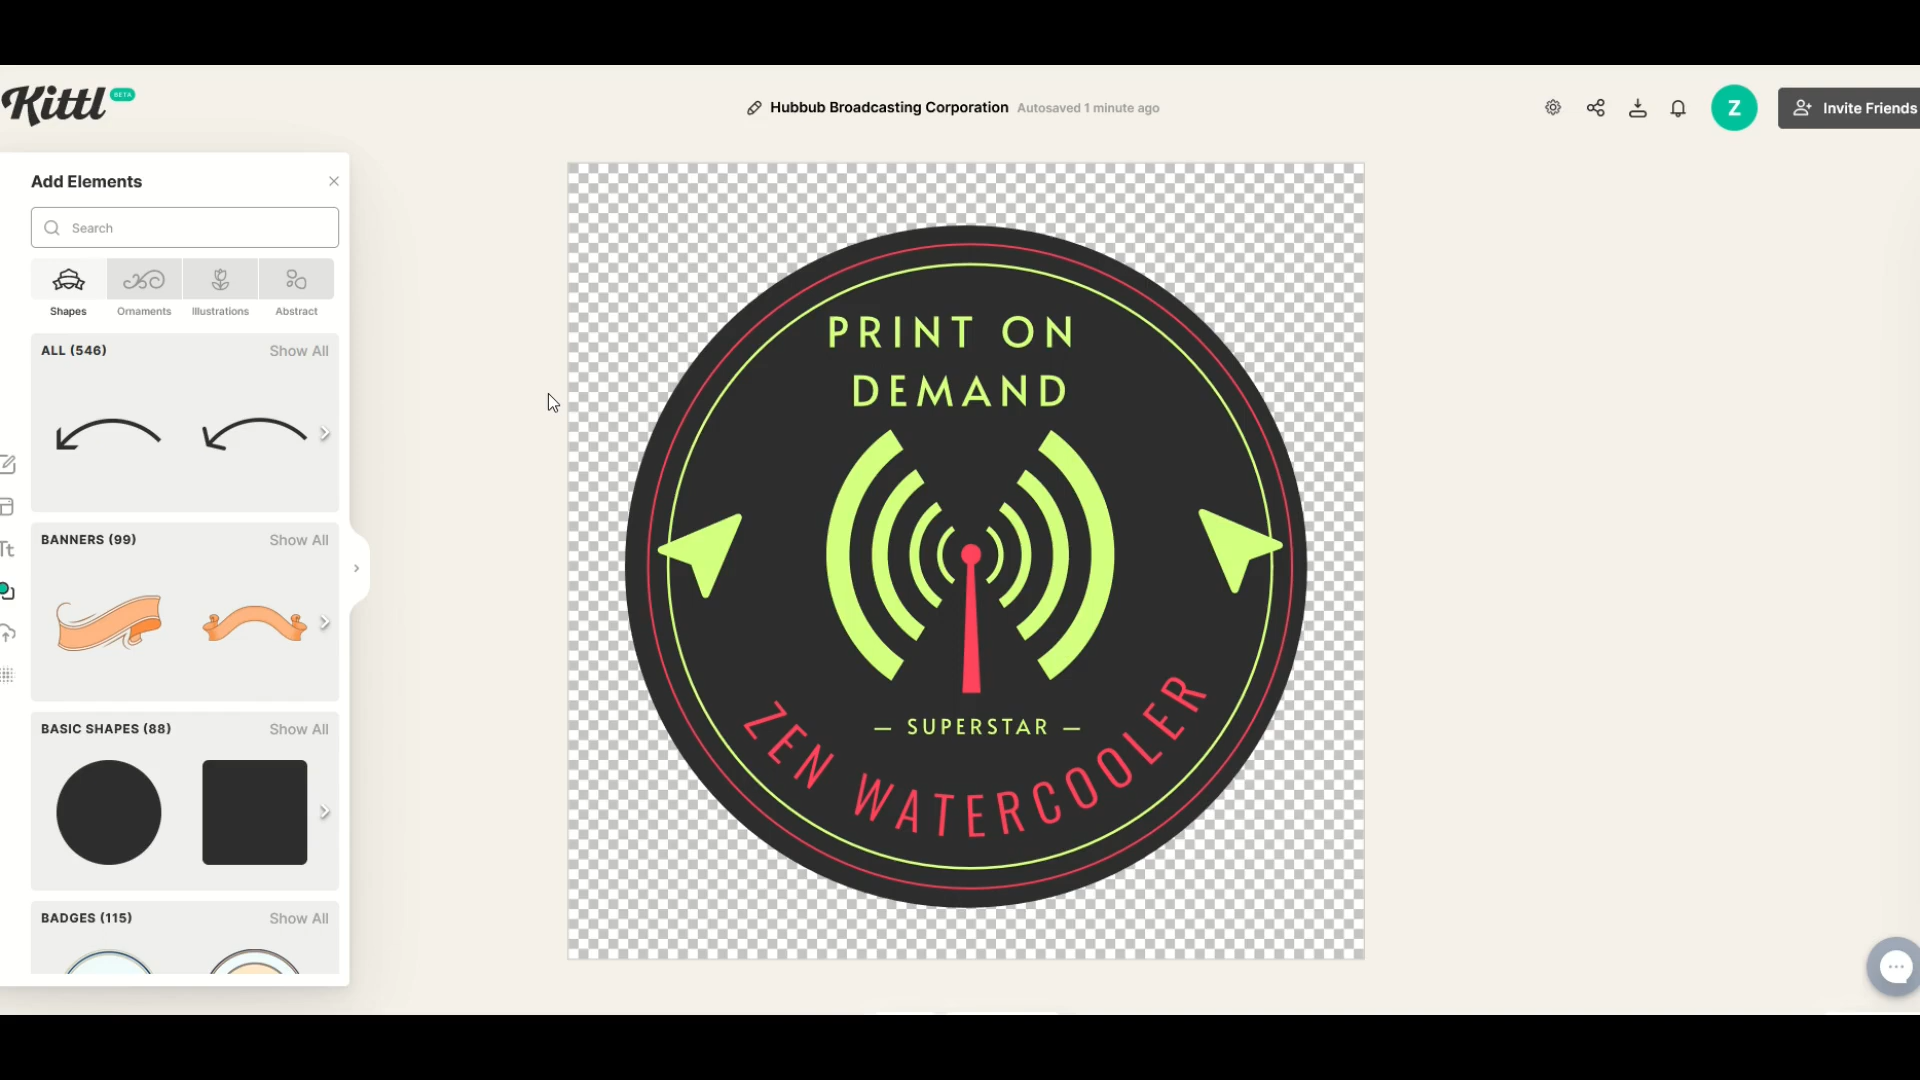 Kittl BETA
Hubbub Broadcasting Corporation Autosaved 1 minute ago
Z
Invite Friends
Add Elements
Search
Shapes Ornaments Illustrations Abstract
ALL (546) Show All
BANNERS (99) Show All
BASIC SHAPES (88) Show All
BADGES (115) Show All
Tt
PRINT ON
DEMAND
— SUPERSTAR —
ZEN WATERCOOLER